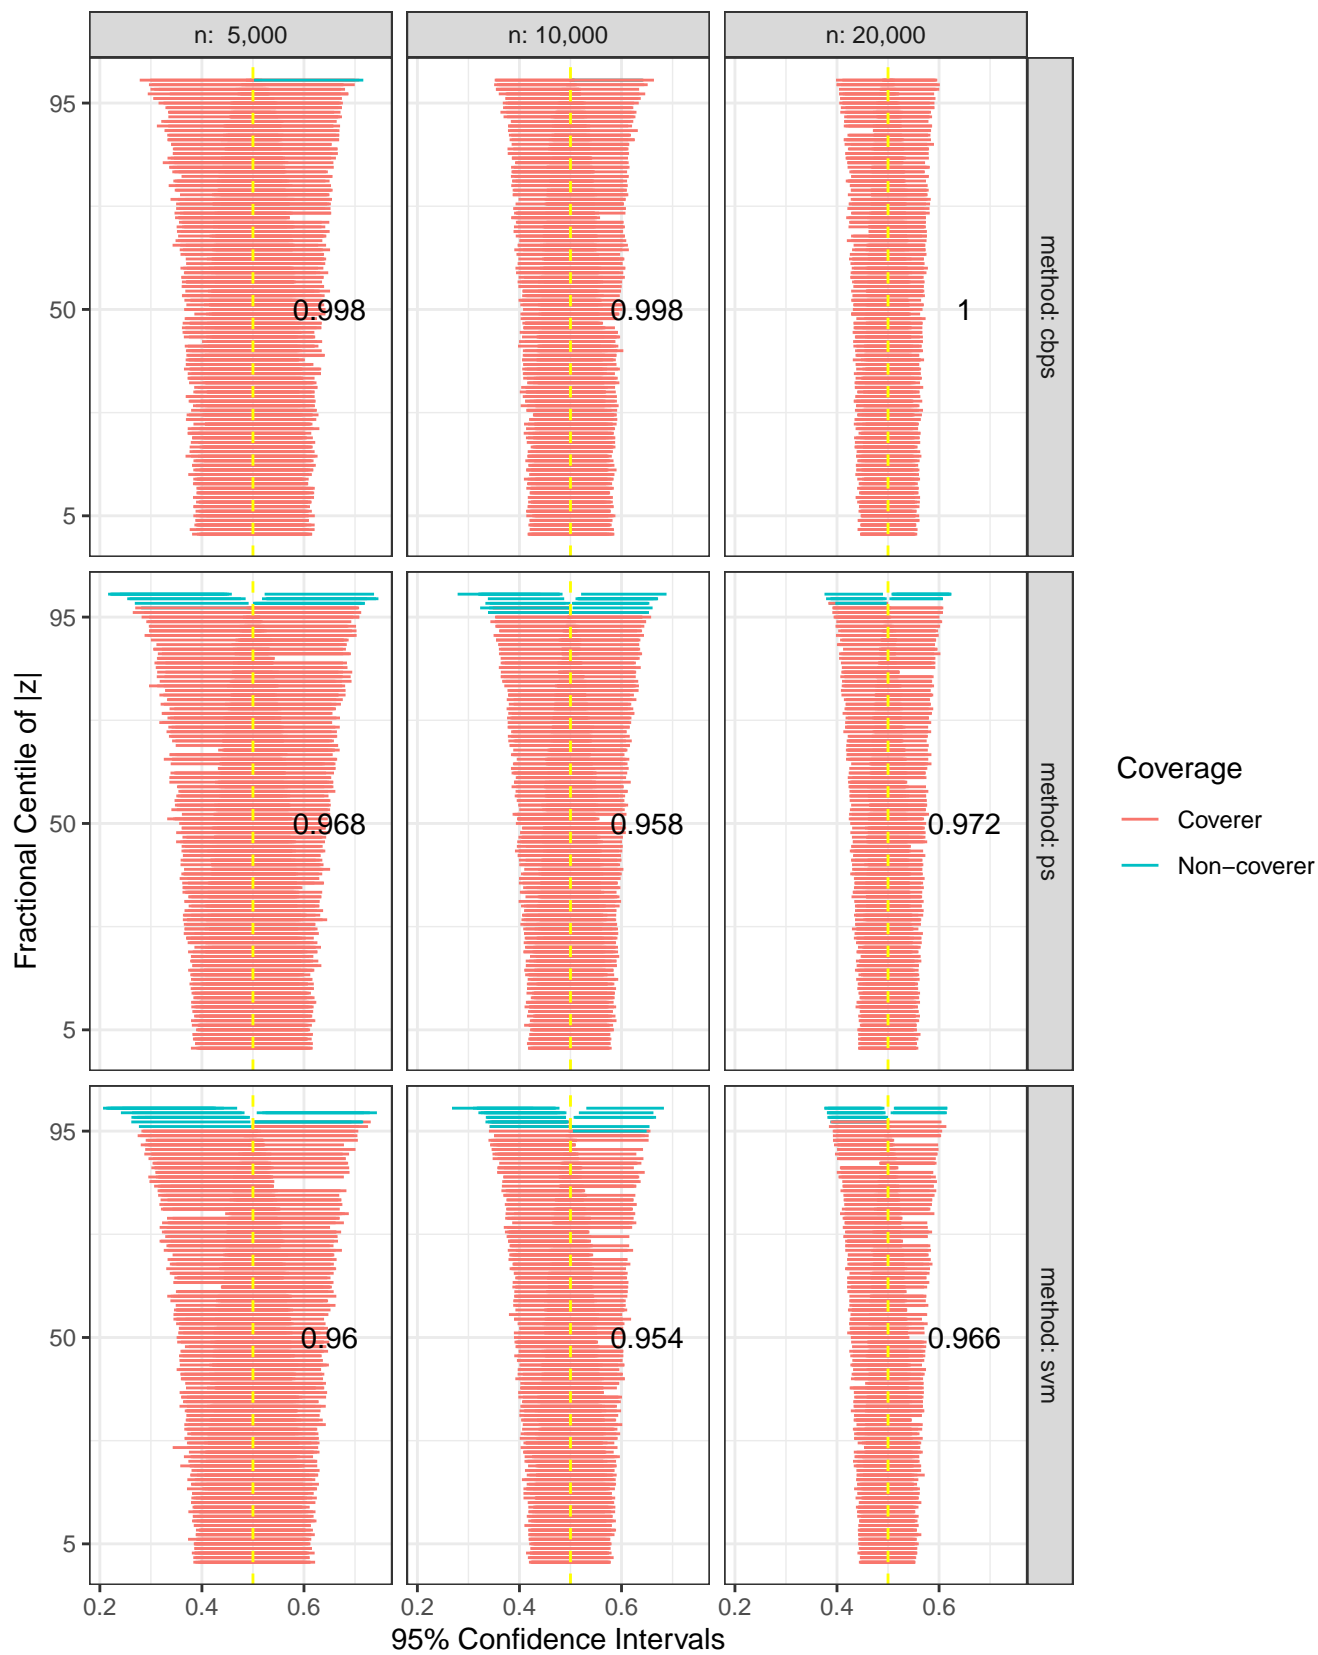 n:  5,000
n: 10,000
n: 20,000
95
50
5
0.998
0.998
1
method: cbps
95
50
5
0.968
0.958
0.972
method: ps
95
50
5
0.96
0.954
0.966
method: svm
Fractional Centile of |z|
0.2 0.4 0.6
0.2 0.4 0.6
0.2 0.4 0.6
95% Confidence Intervals
Coverage
Coverer
Non−coverer